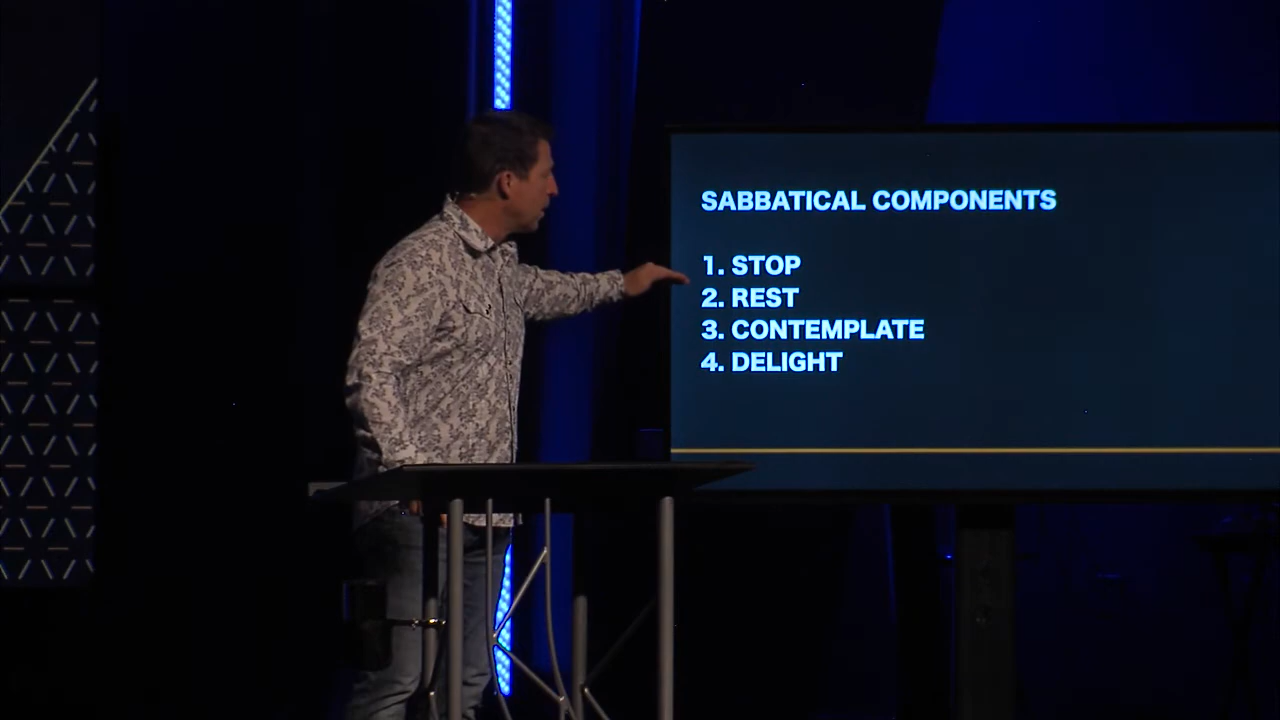 SABBATICAL COMPONENTS
1. STOP
2. REST
3. CONTEMPLATE
4. DELIGHT